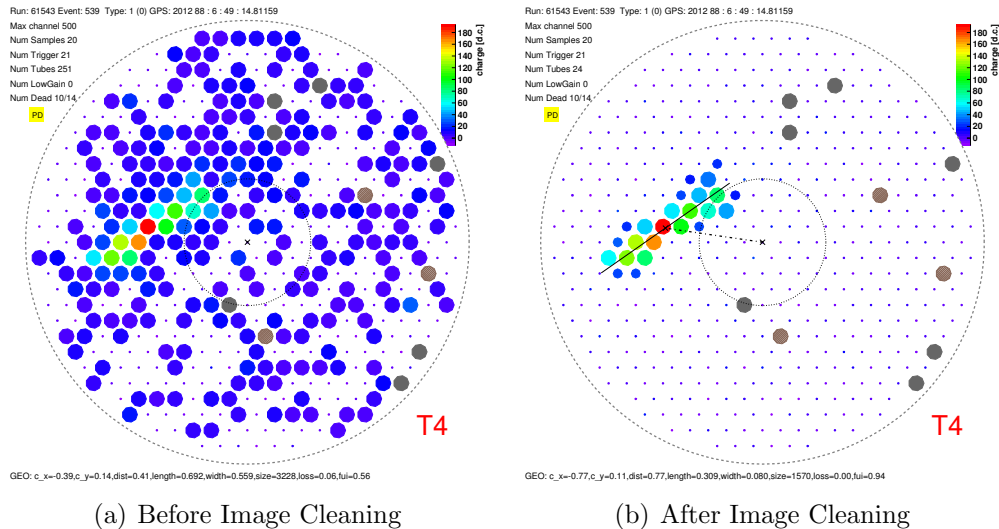 Run: 61543 Event: 539 Type: 1 (0) GPS: 2012 88 : 6 : 49 : 14.81159
Max channel 500
Num Samples 20
Num Trigger 21
Num Tubes 251
Num LowGain 0
Num Dead 10/14
PD
180
160
140
120
100
80
60
40
20
0
charge [d.c.]
T4
GEO: c_x=-0.39,c_y=0.14,dist=0.41,length=0.692,width=0.559,size=3228,loss=0.06,fui=0.56
(a) Before Image Cleaning
Run: 61543 Event: 539 Type: 1 (0) GPS: 2012 88 : 6 : 49 : 14.81159
Max channel 500
Num Samples 20
Num Trigger 21
Num Tubes 24
Num LowGain 0
Num Dead 10/14
PD
180
160
140
120
100
80
60
40
20
0
charge [d.c.]
T4
GEO: c_x=-0.77,c_y=0.11,dist=0.77,length=0.309,width=0.080,size=1570,loss=0.00,fui=0.94
(b) After Image Cleaning